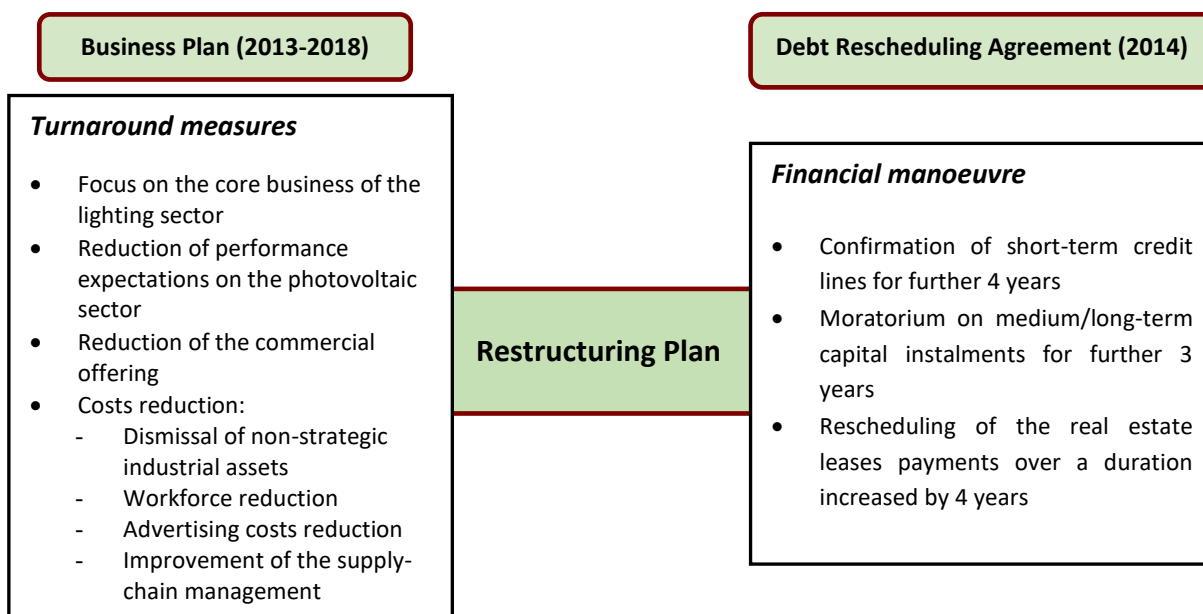 Business Plan (2013-2018)
Turnaround measures
• Focus on the core business of the
lighting sector
• Reduction of performance
expectations on the photovoltaic
sector
• Reduction of the commercial
offering
• Costs reduction:
- Dismissal of non-strategic
industrial assets
- Workforce reduction
- Advertising costs reduction
- Improvement of the supply-
chain management
Restructuring Plan
Debt Rescheduling Agreement (2014)
Financial manoeuvre
• Confirmation of short-term credit
lines for further 4 years
• Moratorium on medium/long-term
capital instalments for further 3
years
• Rescheduling of the real estate
leases payments over a duration
increased by 4 years